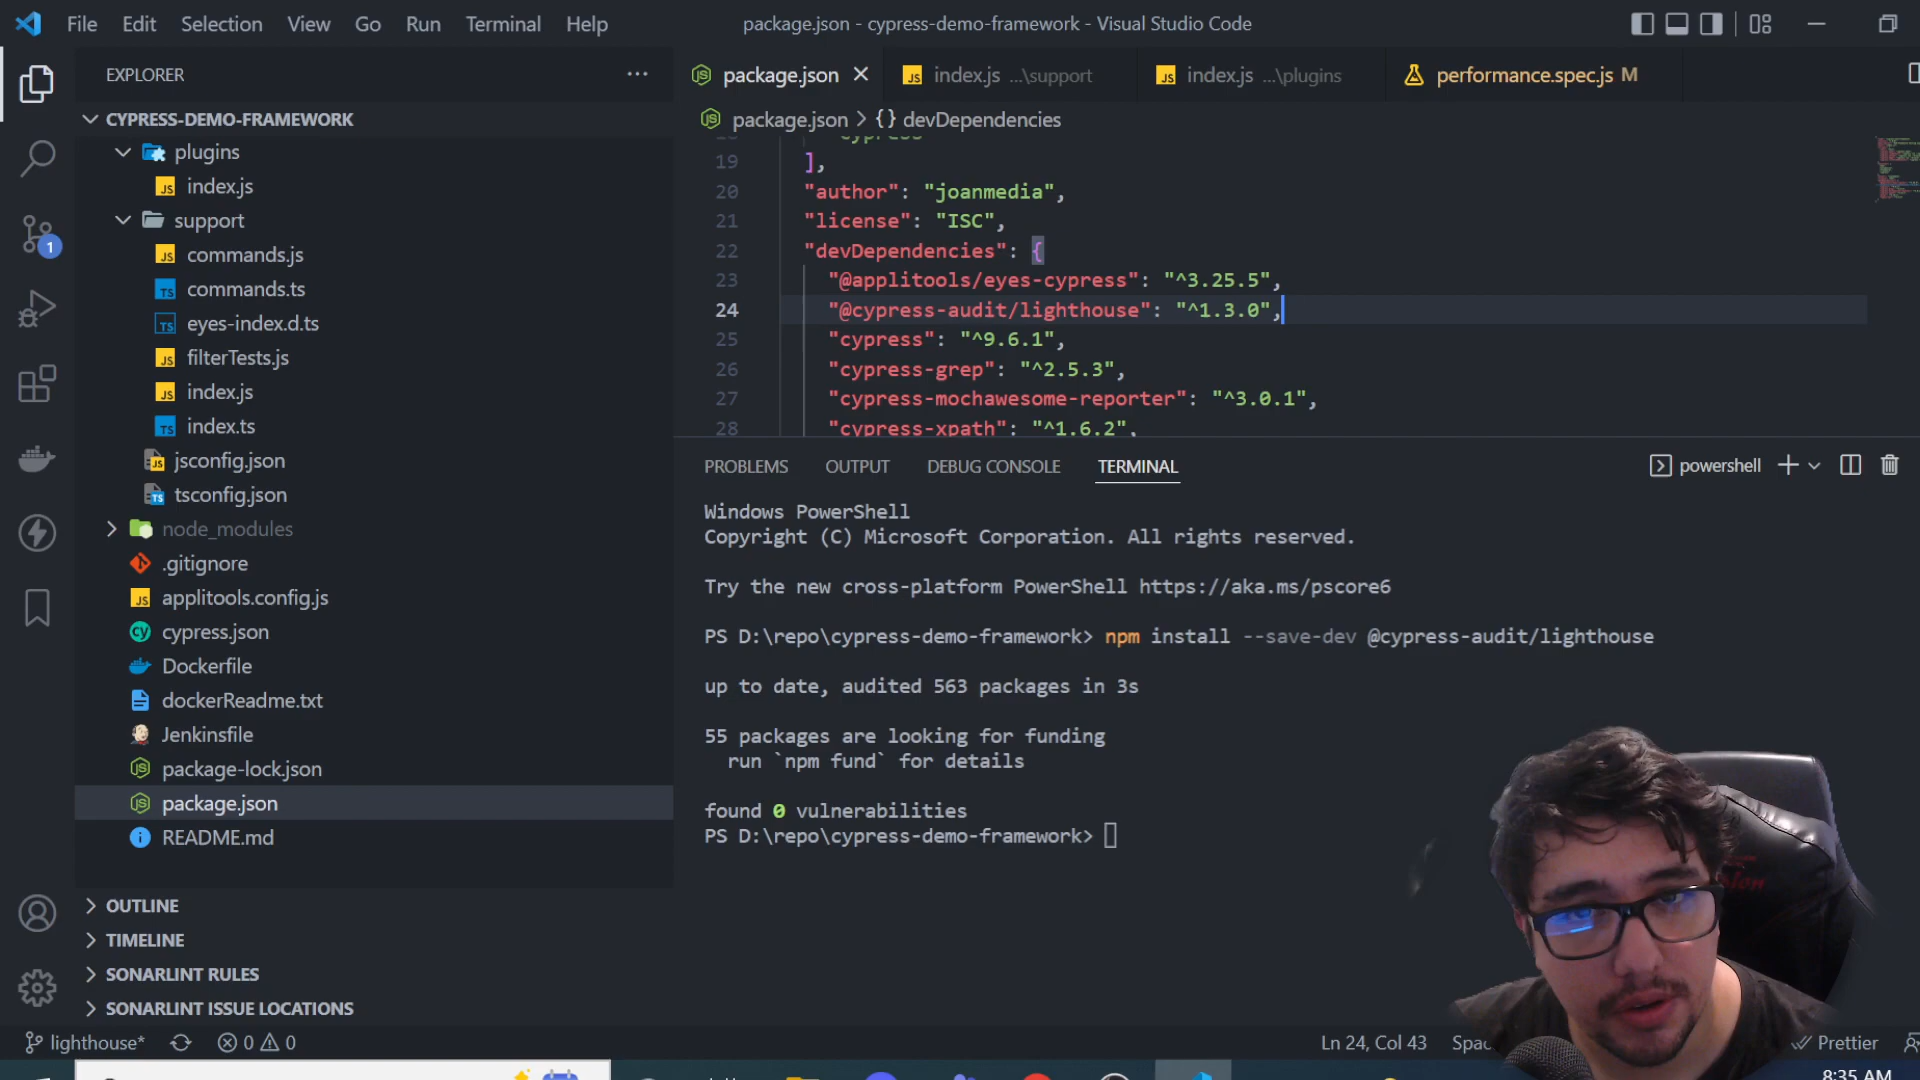 File Edit Selection View Go Run Terminal Help
package.json - cypress-demo-framework - Visual Studio Code
EXPLORER
package.json
index.js ...\support
index.js ...\plugins
performance.spec.js M
CYPRESS-DEMO-FRAMEWORK
package.json > {} devDependencies
plugins
index.js
support
commands.js
commands.ts
eyes-index.d.ts
filterTests.js
index.js
index.ts
jsconfig.json
tsconfig.json
node_modules
.gitignore
applitools.config.js
cypress.json
Dockerfile
dockerReadme.txt
Jenkinsfile
package-lock.json
package.json
README.md
OUTLINE
TIMELINE
SONARLINT RULES
SONARLINT ISSUE LOCATIONS
1
19 ],
20 "author": "joanmedia",
21 "license": "ISC",
22 "devDependencies": {
23 "@applitools/eyes-cypress": "^3.25.5",
24 "@cypress-audit/lighthouse": "^1.3.0",
25 "cypress": "^9.6.1",
26 "cypress-grep": "^2.5.3",
27 "cypress-mochawesome-reporter": "^3.0.1",
28 "cypress-xpath": "^1.6.2",
PROBLEMS OUTPUT DEBUG CONSOLE TERMINAL
powershell
Windows PowerShell
Copyright (C) Microsoft Corporation. All rights reserved.
Try the new cross-platform PowerShell https://aka.ms/pscore6
PS D:\repo\cypress-demo-framework> npm install --save-dev @cypress-audit/lighthouse
up to date, audited 563 packages in 3s
55 packages are looking for funding
run `npm fund` for details
found 0 vulnerabilities
PS D:\repo\cypress-demo-framework>
lighthouse* 0 0
Ln 24, Col 43
Prettier
8:35 AM